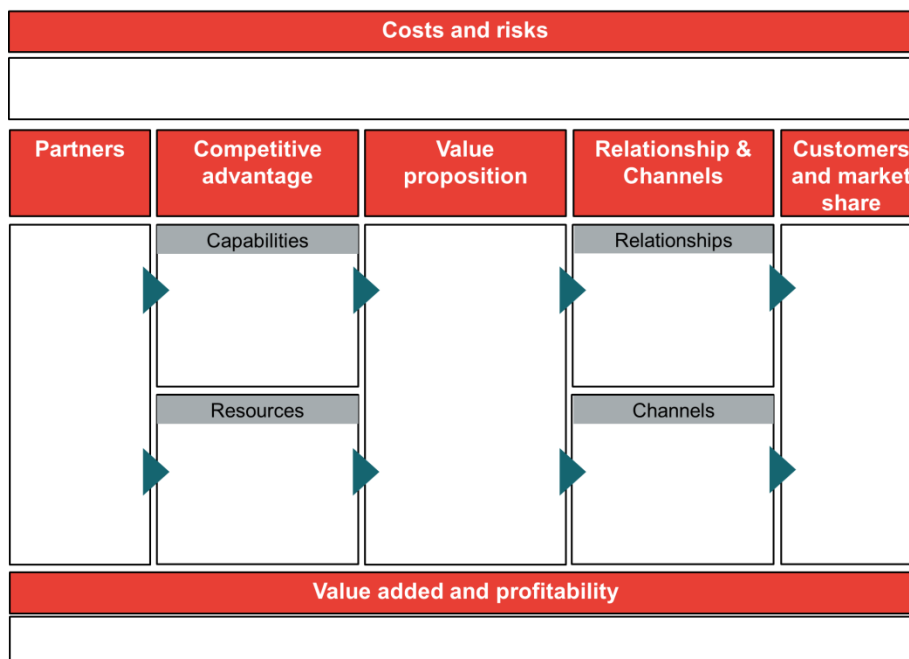 Costs and risks
Partners
Competitive
advantage
Value
proposition
Relationship &
Channels
Customers
and market
share
Capabilities
Relationships
Resources
Channels
Value added and profitability